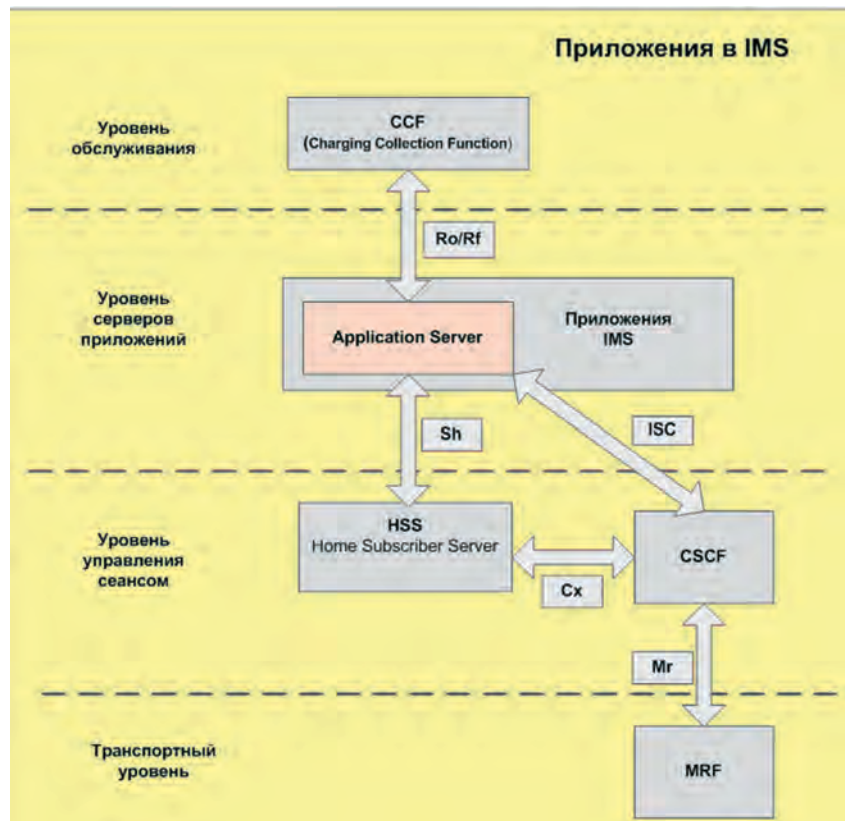 Приложения в IMS
Уровень
обслуживания
CCF
(Charging Collection Function)
Ro/Rf
Уровень
серверов
приложений
Application Server
Приложения
IMS
Sh
ISC
Уровень
управления
сеансом
HSS
Home Subscriber Server
CSCF
Cx
Mr
Транспортный
уровень
MRF